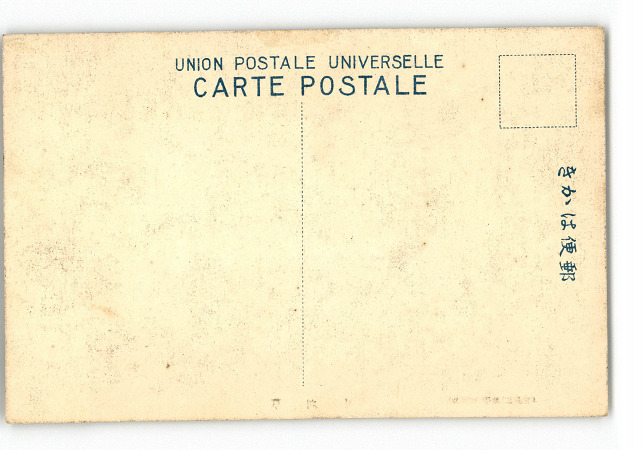 UNION POSTALE UNIVERSELLE
CARTE POSTALE
きかは便郵